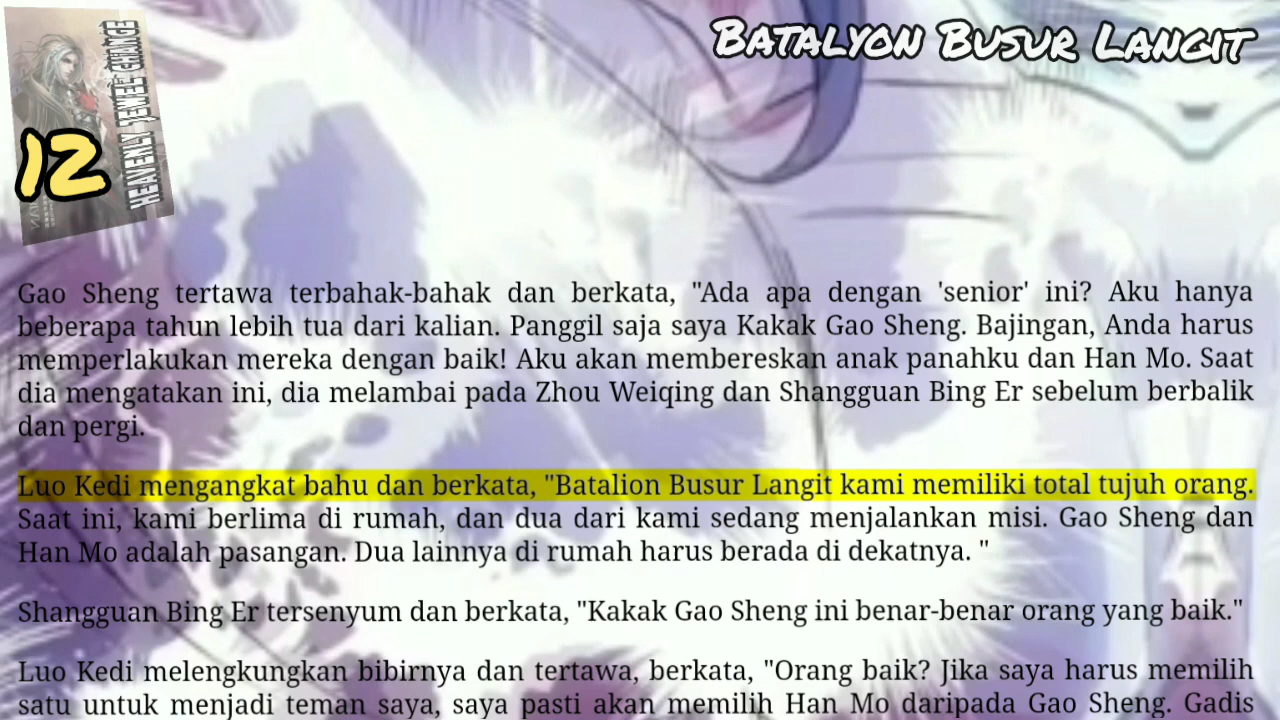 Batalyon Busur Langit
HEAVENLY JEWEL CHANGE
12
Gao Sheng tertawa terbahak-bahak dan berkata, "Ada apa dengan 'senior' ini? Aku hanya
beberapa tahun lebih tua dari kalian. Panggil saja saya Kakak Gao Sheng. Bajingan, Anda harus
memperlakukan mereka dengan baik! Aku akan membereskan anak panahku dan Han Mo. Saat
dia mengatakan ini, dia melambai pada Zhou Weiqing dan Shangguan Bing Er sebelum berbalik
dan pergi.
Luo Kedi mengangkat bahu dan berkata, "Batalion Busur Langit kami memiliki total tujuh orang.
Saat ini, kami berlima di rumah, dan dua dari kami sedang menjalankan misi. Gao Sheng dan
Han Mo adalah pasangan. Dua lainnya di rumah harus berada di dekatnya. "
Shangguan Bing Er tersenyum dan berkata, "Kakak Gao Sheng ini benar-benar orang yang baik."
Luo Kedi melengkungkan bibirnya dan tertawa, berkata, "Orang baik? Jika saya harus memilih
satu untuk menjadi teman saya, saya pasti akan memilih Han Mo daripada Gao Sheng. Gadis